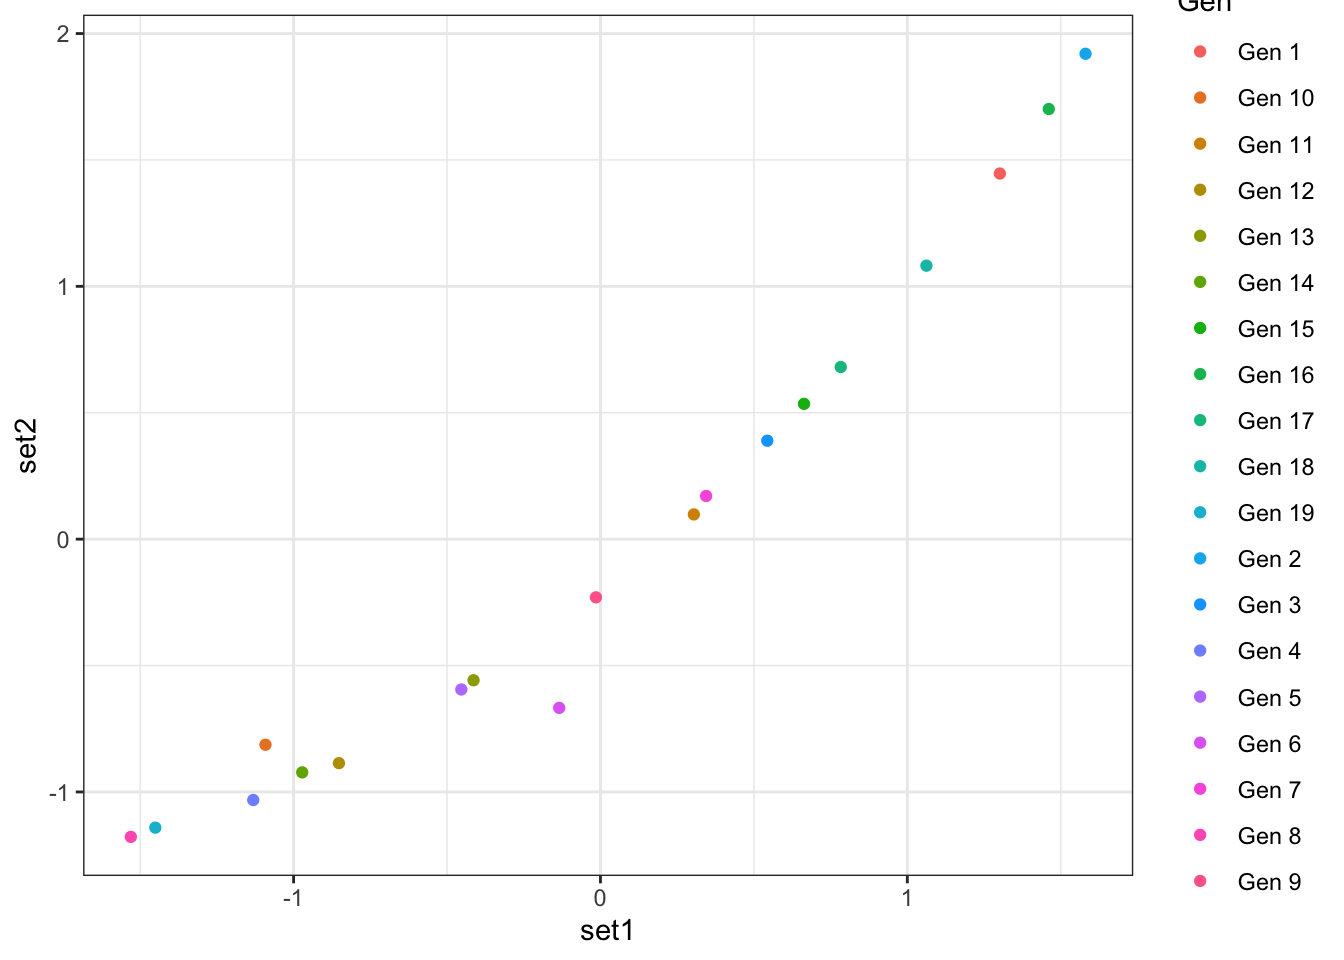 Gen
2
1
0
-1
set2
-1
0
1
set1
Gen 1
Gen 10
Gen 11
Gen 12
Gen 13
Gen 14
Gen 15
Gen 16
Gen 17
Gen 18
Gen 19
Gen 2
Gen 3
Gen 4
Gen 5
Gen 6
Gen 7
Gen 8
Gen 9